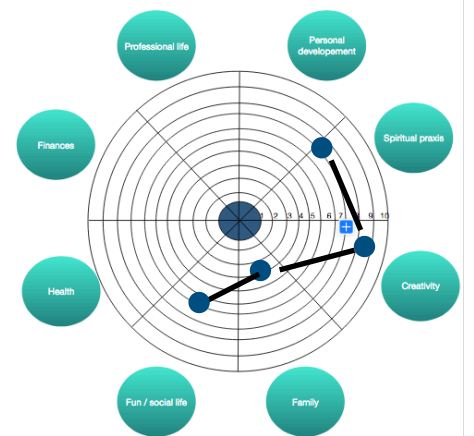 Professional life
Personal
developement
Finances
Spiritual praxis
1 2 3 4 5 6 7 8 9 10
Health
Creativity
Fun / social life
Family